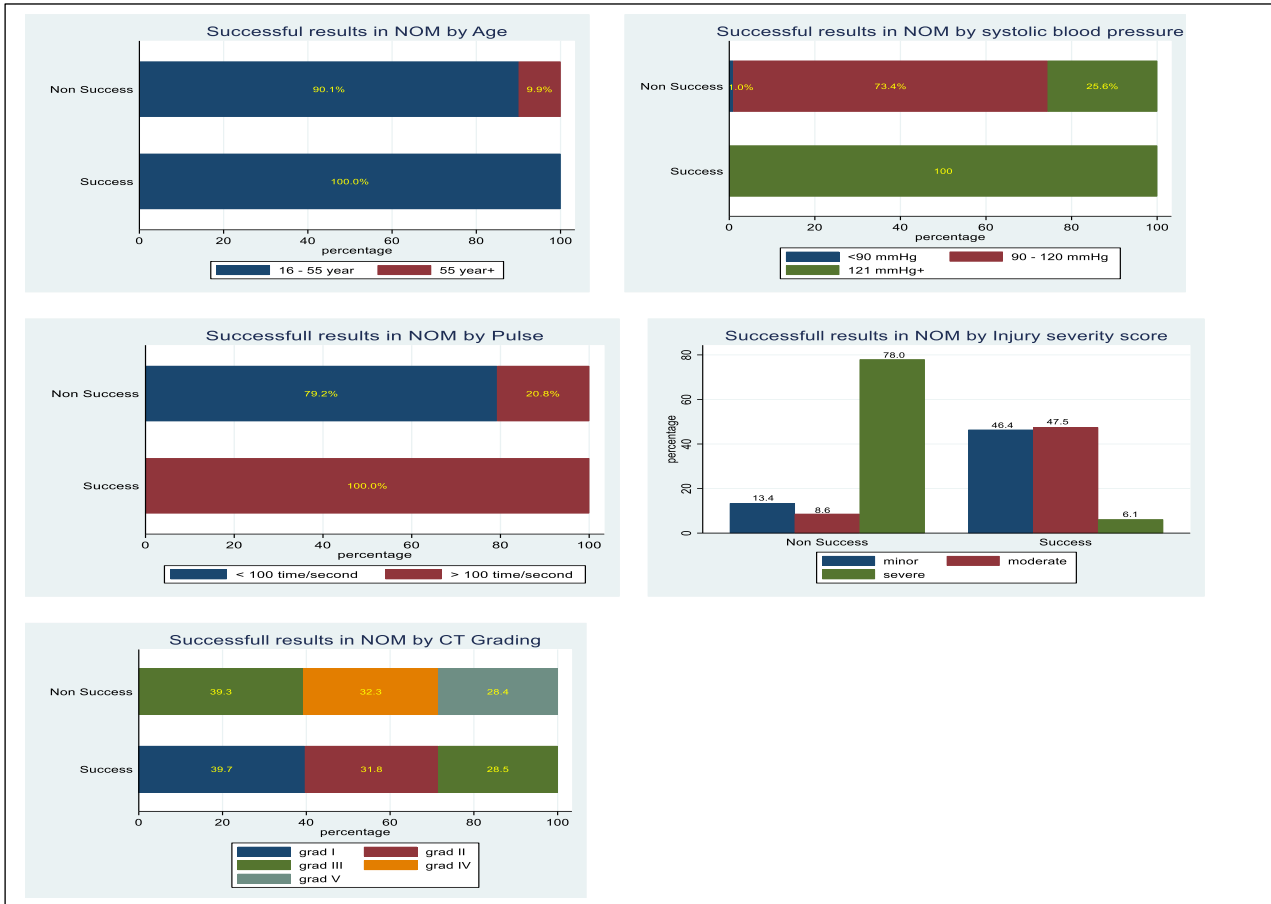 Successful results in NOM by Age
Non Success
90.1%
9.9%
Success
100.0%
0 20 40 60 80 100
percentage
16 - 55 year 55 year+
Successful results in NOM by systolic blood pressure
Non Success
1.0%
73.4%
25.6%
Success
100
0 20 40 60 80 100
percentage
<90 mmHg 90 - 120 mmHg
121 mmHg+
Successfull results in NOM by Pulse
Non Success
79.2%
20.8%
Success
100.0%
0 20 40 60 80 100
percentage
< 100 time/second > 100 time/second
Successfull results in NOM by Injury severity score
percentage
80
60
40
20
0
13.4
8.6
78.0
46.4
47.5
6.1
Non Success Success
minor moderate
severe
Successfull results in NOM by CT Grading
Non Success
39.3
32.3
28.4
Success
39.7
31.8
28.5
0 20 40 60 80 100
percentage
grad I grad II
grad III grad IV
grad V